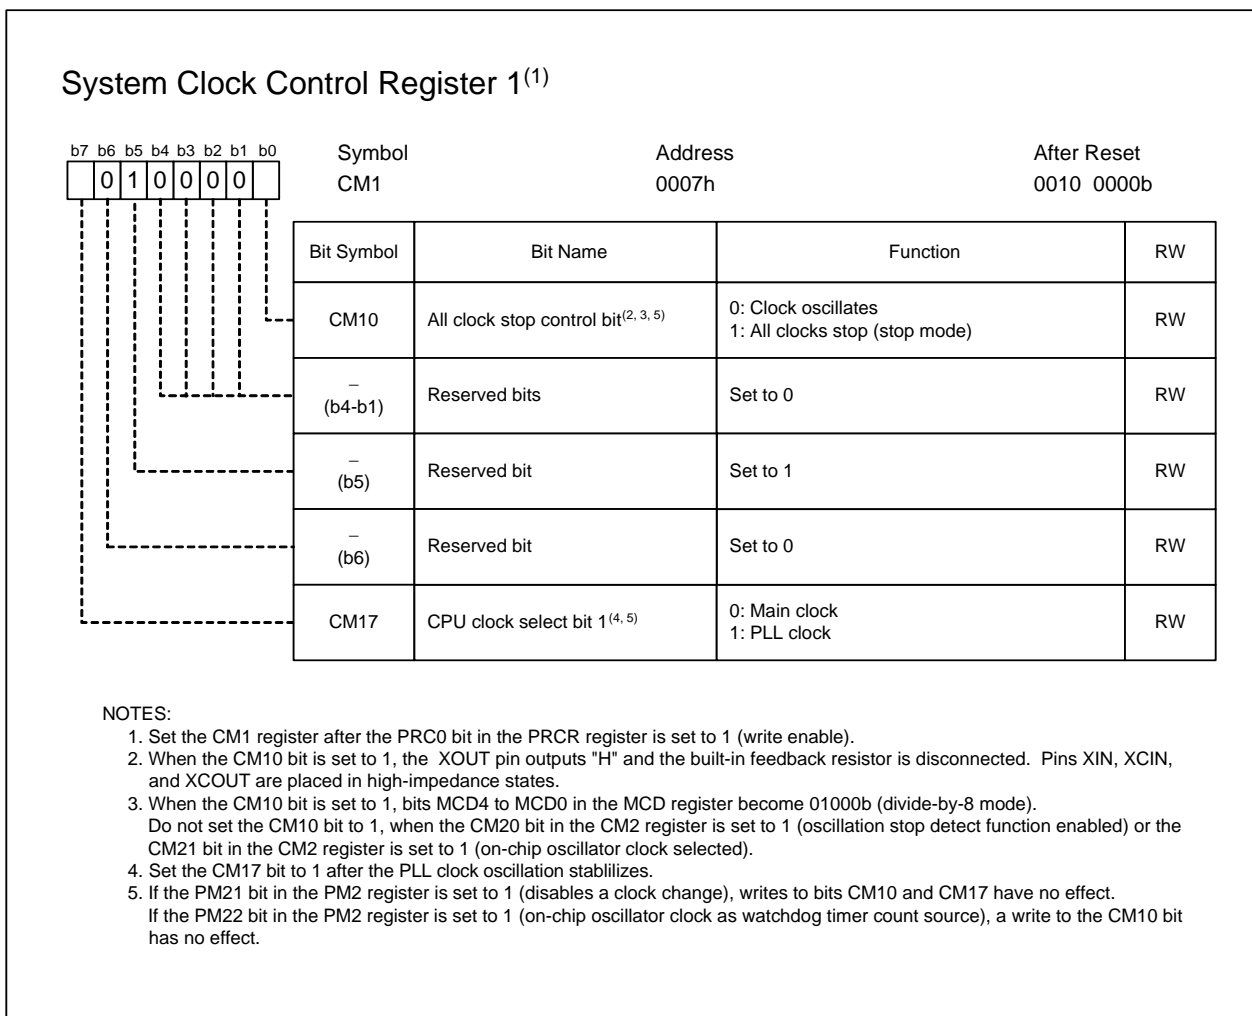 System Clock Control Register 1(1)
b7 b6 b5 b4 b3 b2 b1 b0
0 1 0 0 0 0
Symbol Address After Reset
CM1 0007h 0010 0000b
Bit Symbol Bit Name Function RW
CM10 All clock stop control bit(2, 3, 5) 0: Clock oscillates
1: All clocks stop (stop mode) RW
–
(b4-b1) Reserved bits Set to 0 RW
–
(b5) Reserved bit Set to 1 RW
–
(b6) Reserved bit Set to 0 RW
CM17 CPU clock select bit 1(4, 5) 0: Main clock
1: PLL clock RW
NOTES:
1. Set the CM1 register after the PRC0 bit in the PRCR register is set to 1 (write enable).
2. When the CM10 bit is set to 1, the XOUT pin outputs "H" and the built-in feedback resistor is disconnected. Pins XIN, XCIN,
and XCOUT are placed in high-impedance states.
3. When the CM10 bit is set to 1, bits MCD4 to MCD0 in the MCD register become 01000b (divide-by-8 mode).
Do not set the CM10 bit to 1, when the CM20 bit in the CM2 register is set to 1 (oscillation stop detect function enabled) or the
CM21 bit in the CM2 register is set to 1 (on-chip oscillator clock selected).
4. Set the CM17 bit to 1 after the PLL clock oscillation stablilizes.
5. If the PM21 bit in the PM2 register is set to 1 (disables a clock change), writes to bits CM10 and CM17 have no effect.
If the PM22 bit in the PM2 register is set to 1 (on-chip oscillator clock as watchdog timer count source), a write to the CM10 bit
has no effect.